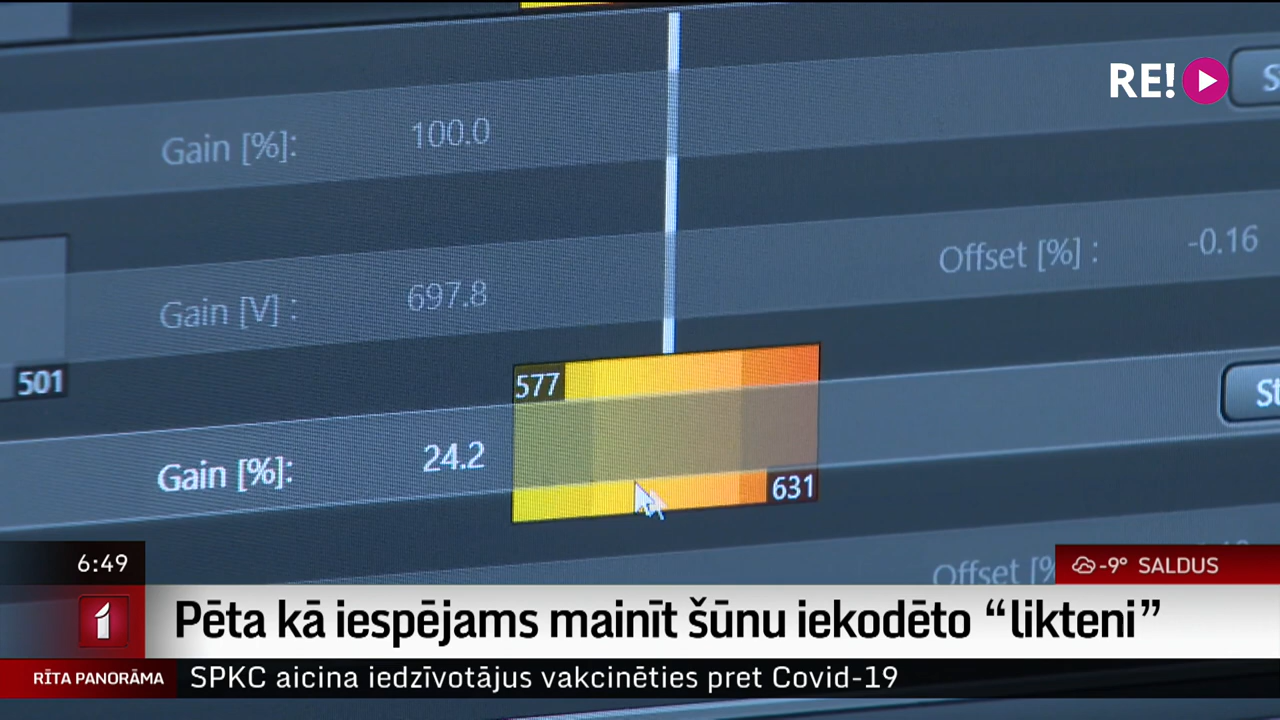 RE!
Gain [%]:
100.0
Offset [%] :
-0.16
Gain [V] :
697.8
501
577
Gain [%]:
24.2
631
6:49
-9° SALDUS
1
Pēta kā iespējams mainīt šūnu iekodēto “likteni”
RĪTA PANORĀMA
SPKC aicina iedzīvotājus vakcinēties pret Covid-19